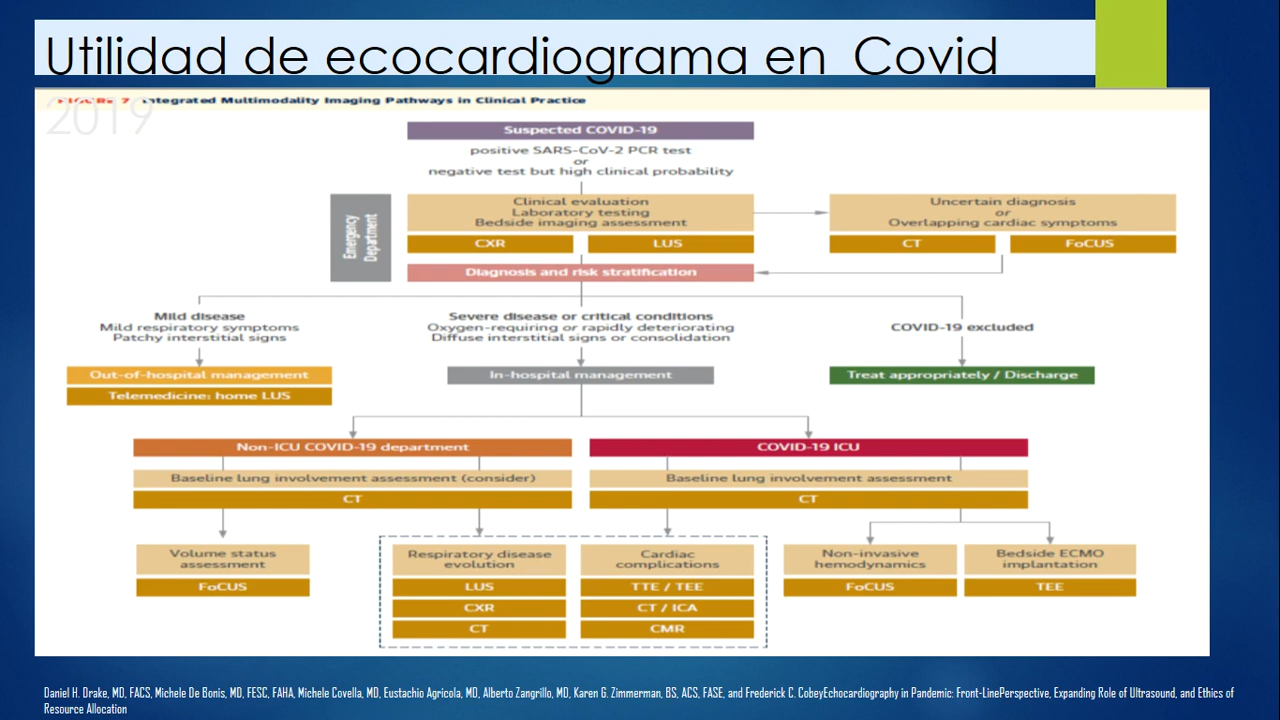 Utilidad de ecocardiograma en Covid
2019
FIGURE 7 Integrated Multimodality Imaging Pathways in Clinical Practice
Suspected COVID-19
positive SARS-CoV-2 PCR test
or
negative test but high clinical probability
Emergency
Department
Clinical evaluation
Laboratory testing
Bedside imaging assessment
CXR
LUS
Uncertain diagnosis
or
Overlapping cardiac symptoms
CT
FoCUS
Diagnosis and risk stratification
Mild disease
Mild respiratory symptoms
Patchy interstitial signs
Severe disease or critical conditions
Oxygen-requiring or rapidly deteriorating
Diffuse interstitial signs or consolidation
COVID-19 excluded
Out-of-hospital management
Telemedicine: home LUS
In-hospital management
Treat appropriately / Discharge
Non-ICU COVID-19 department
Baseline lung involvement assessment (consider)
CT
COVID-19 ICU
Baseline lung involvement assessment
CT
Volume status
assessment
FoCUS
Respiratory disease
evolution
LUS
CXR
CT
Cardiac
complications
TTE / TEE
CT / ICA
CMR
Non-invasive
hemodynamics
FoCUS
Bedside ECMO
implantation
TEE
Daniel H. Drake, MD, FACS, Michele De Bonis, MD, FESC, FAHA, Michele Covella, MD, Eustachio Agricola, MD, Alberto Zangrillo, MD, Karen G. Zimmerman, BS, ACS, FASE, and Frederick C. CobeyEchocardiography in Pandemic: Front-LinePerspective, Expanding Role of Ultrasound, and Ethics of
Resource Allocation